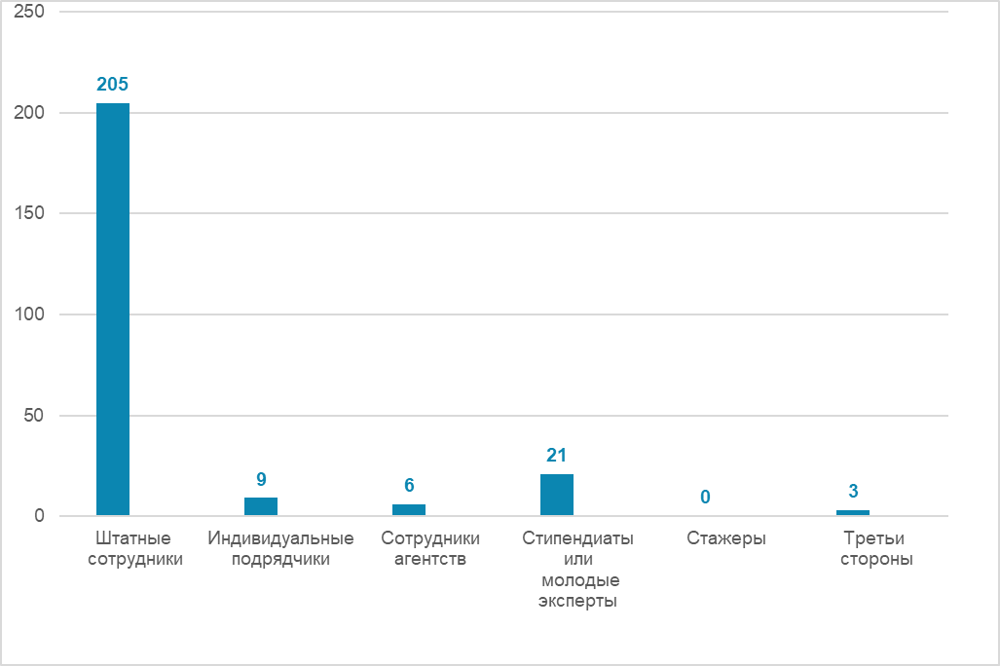 250
205
200
150
100
50
21
9
6
3
0
0
Штатные
сотрудники
Индивидуальные
подрядчики
Сотрудники
агентств
Стипендиаты
или
молодые
эксперты
Стажеры
Третьи
стороны